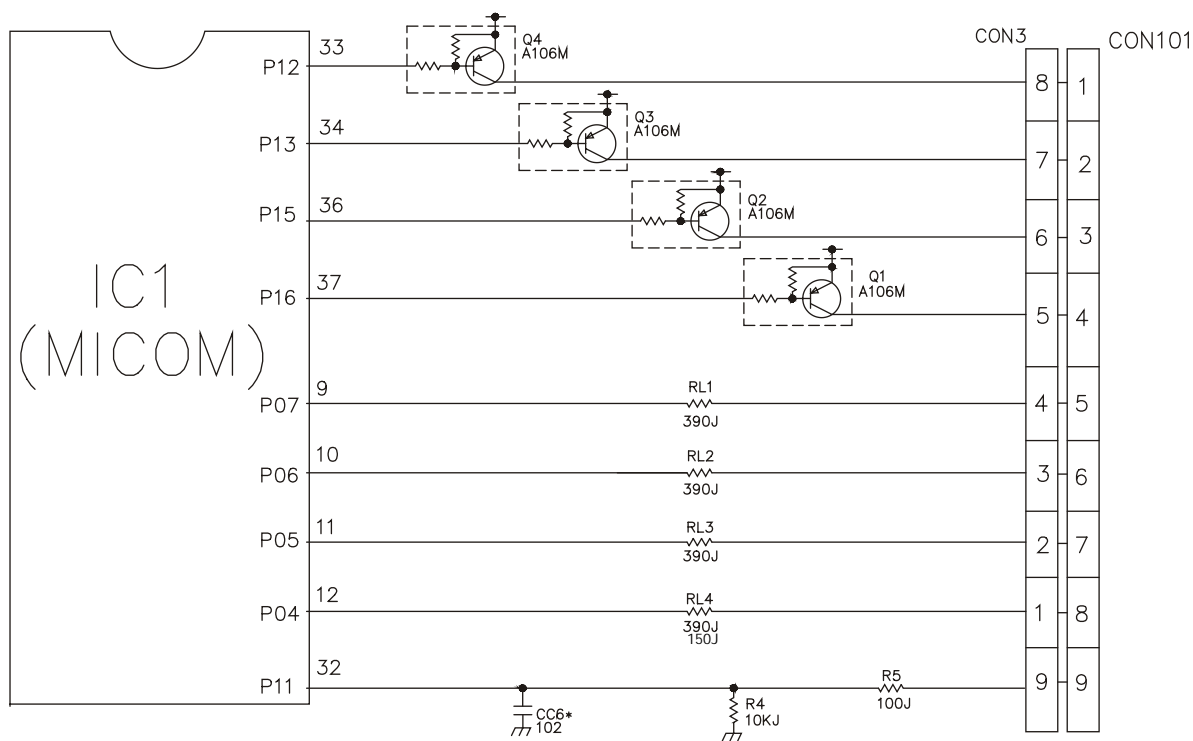 CON3
CON101
33
Q4
A106M
P12
8
1
34
Q3
A106M
P13
7
2
36
Q2
A106M
P15
6
3
IC1
(MICOM)
37
Q1
A106M
P16
5
4
9
RL1
P07
390J
4
5
10
RL2
P06
390J
3
6
11
RL3
P05
390J
2
7
12
RL4
P04
390J
150J
1
8
32
R5
P11
100J
9
9
CC6*
102
R4
10KJ